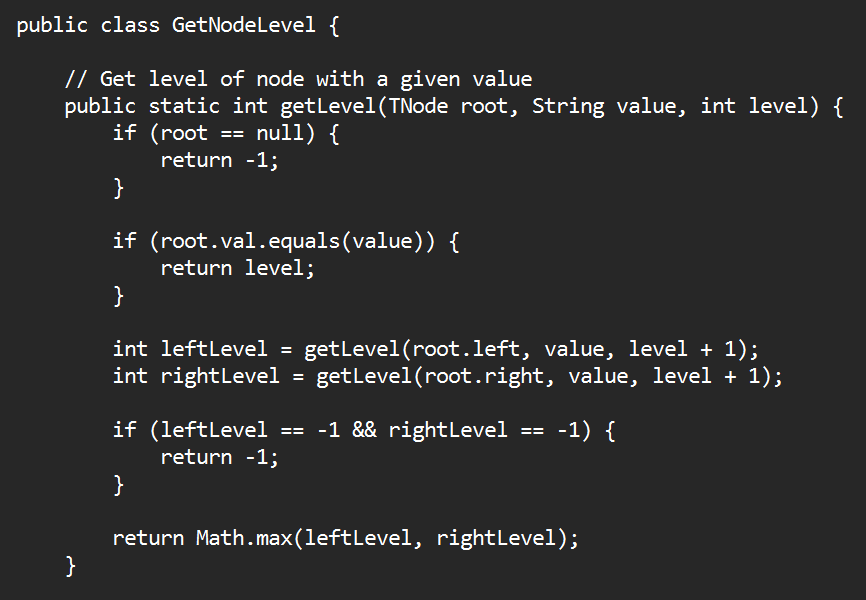 public class GetNodeLevel {
// Get level of node with a given value
public static int getLevel(TNode root, String value, int level) {
if (root == null) {
return -1;
}
if (root.val.equals(value)) {
return level;
}
int leftLevel = getLevel(root.left, value, level + 1);
int rightLevel = getLevel(root.right, value, level + 1);
if (leftLevel == -1 && rightLevel == -1) {
return -1;
}
return Math.max(leftLevel, rightLevel);
}